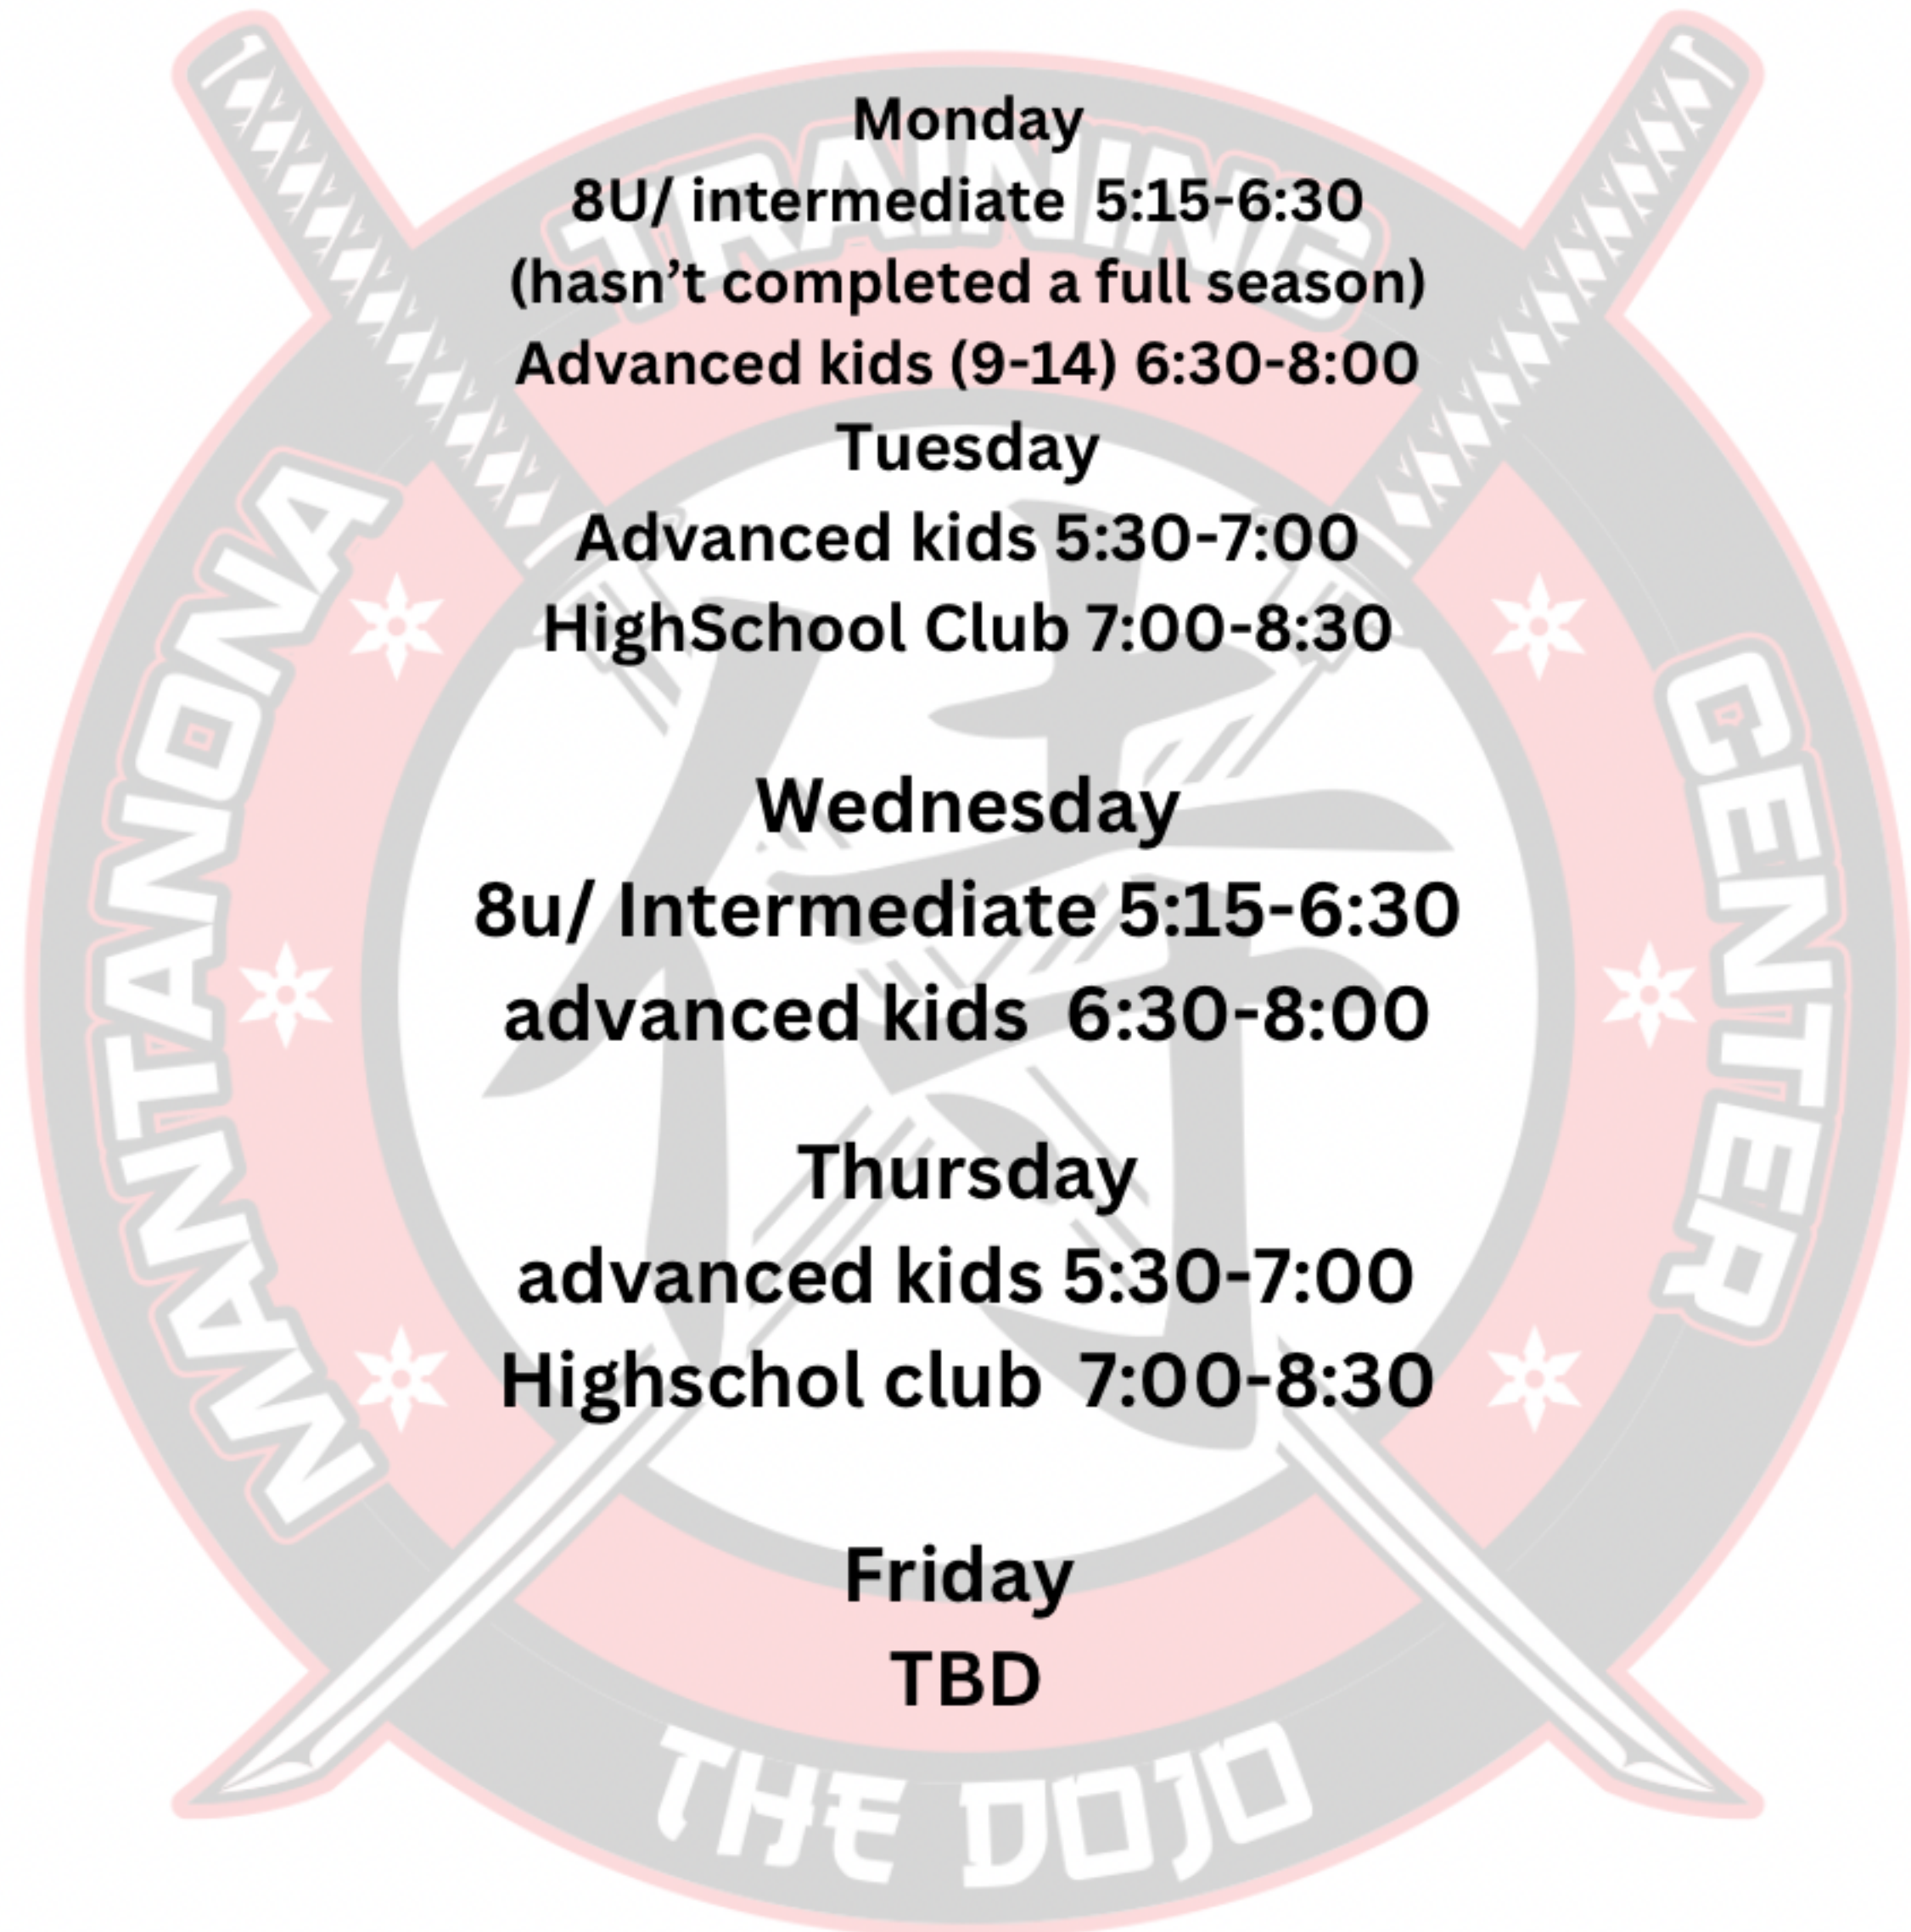 Monday
8U/ intermediate  5:15-6:30
(hasn’t completed a full season)
Advanced kids (9-14) 6:30-8:00
Tuesday
Advanced kids 5:30-7:00
HighSchool Club 7:00-8:30
Wednesday
8u/ Intermediate 5:15-6:30
advanced kids  6:30-8:00
Thursday
advanced kids 5:30-7:00
Highschol club  7:00-8:30
Friday
TBD
MANTANONA
TRAINING
CENTER
THE DOJO
侍